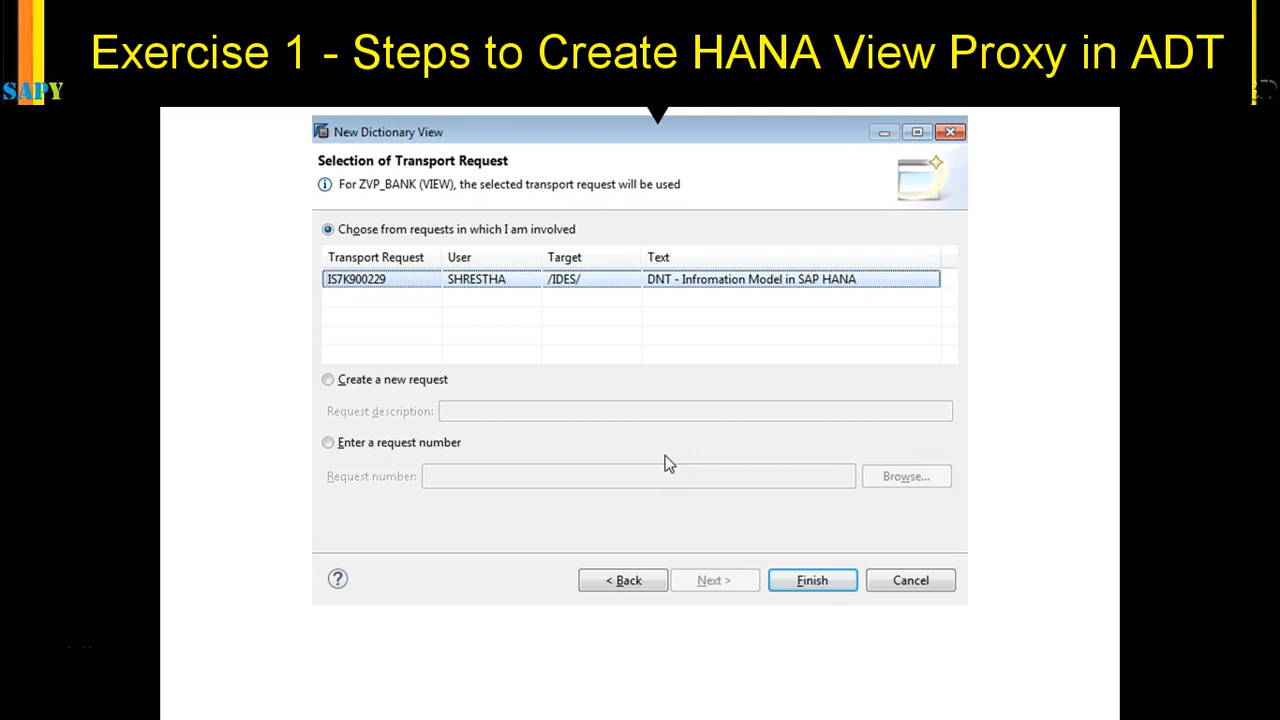 Exercise 1 - Steps to Create HANA View Proxy in ADT
SAPY
New Dictionary View
Selection of Transport Request
For ZVP_BANK (VIEW), the selected transport request will be used
Choose from requests in which I am involved
Transport Request User Target Text
IS7K900229 SHRESTHA /IDES/ DNT - Infromation Model in SAP HANA
Create a new request
Request description:
Enter a request number
Request number: Browse...
< Back Next > Finish Cancel